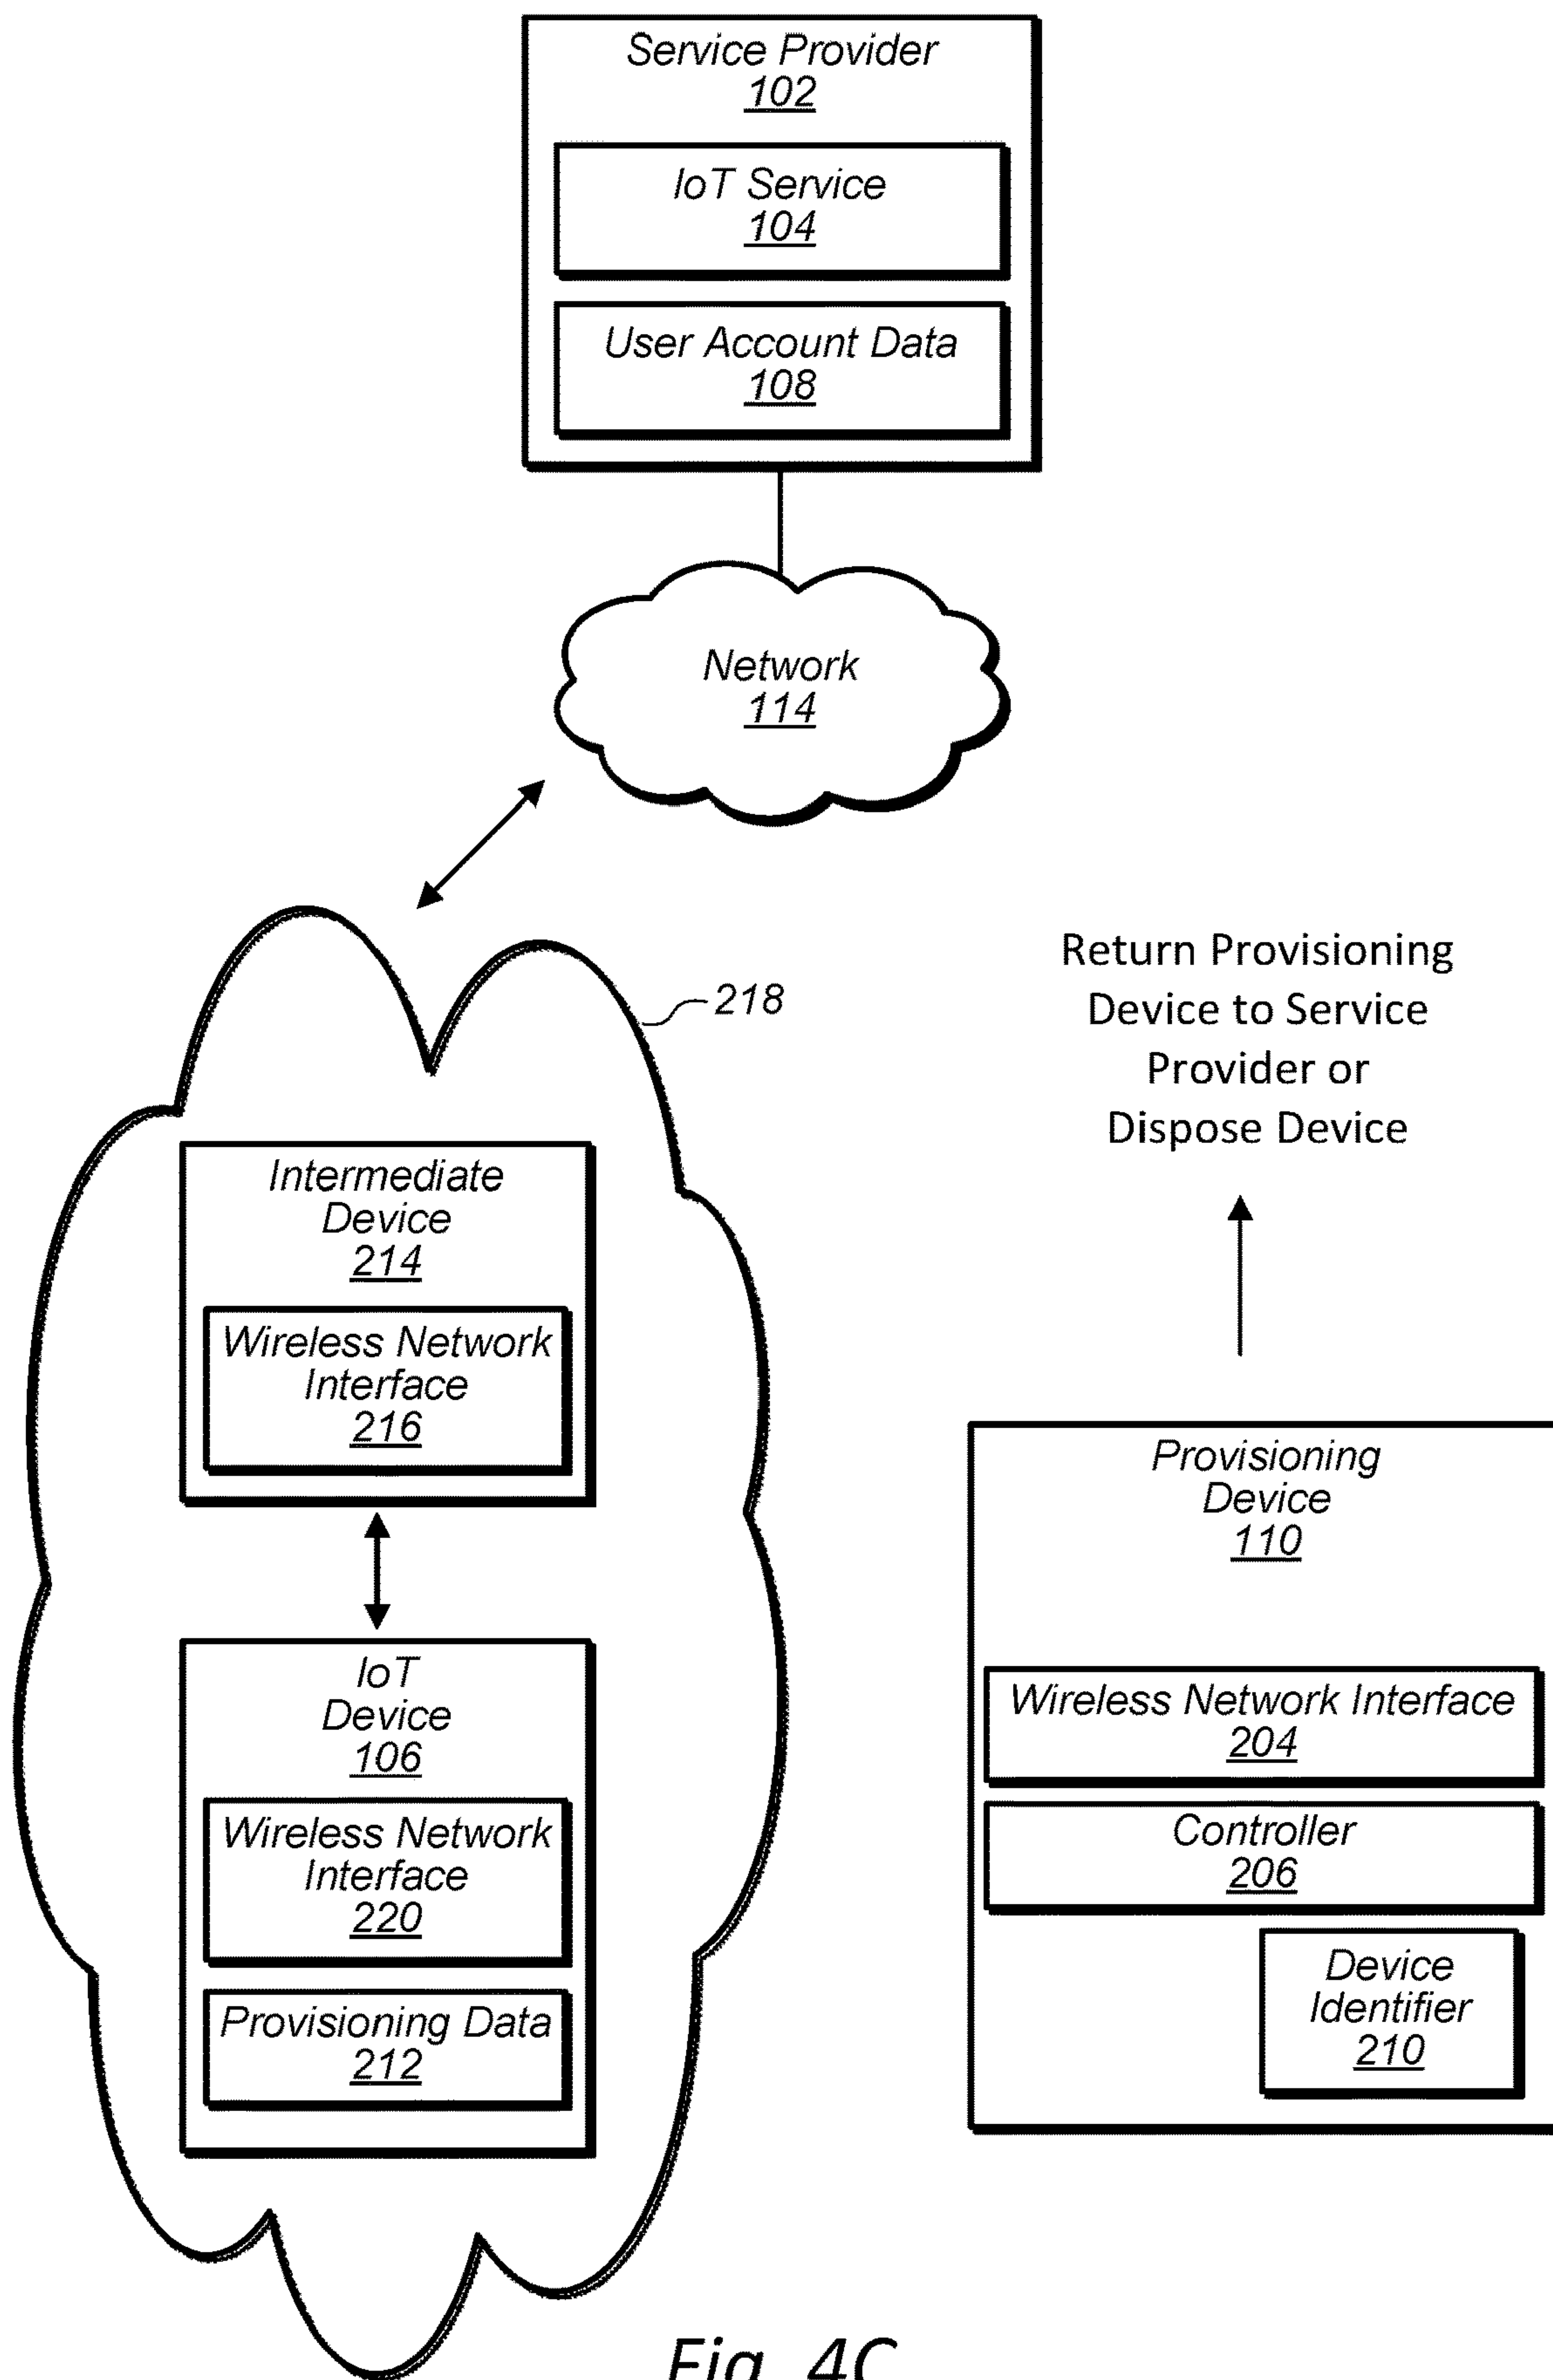 Service Provider
102
IoT Service
104
User Account Data
108
Network
114
218
Return Provisioning
Device to Service
Provider or
Dispose Device
Intermediate
Device
214
Wireless Network
Interface
216
IoT
Device
106
Wireless Network
Interface
220
Provisioning Data
212
Provisioning
Device
110
Wireless Network Interface
204
Controller
206
Device
Identifier
210
Fig. 4C